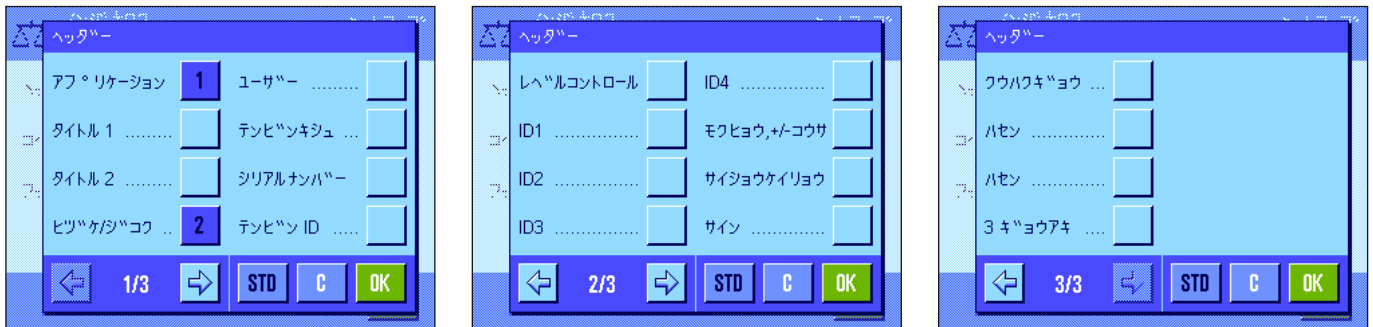 ヘッダー
アプリケーション 1 ユーザー .........
タイトル 1 ......... テンビンキシュ ...
タイトル 2 ......... シリアルナンバー
ヒヅケ/ジコク .. 2 テンビン ID .....
1/3 STD C OK
ヘッダー
レベルコントロール ID4 ................
ID1 ................ モクヒョウ,+/-コウサ
ID2 ................ サイショウケイリョウ
ID3 ................ サイン ..............
2/3 STD C OK
ヘッダー
クウハクギョウ ...
ハセン ..............
ハセン ..............
3 ギョウアキ ....
3/3 STD C OK